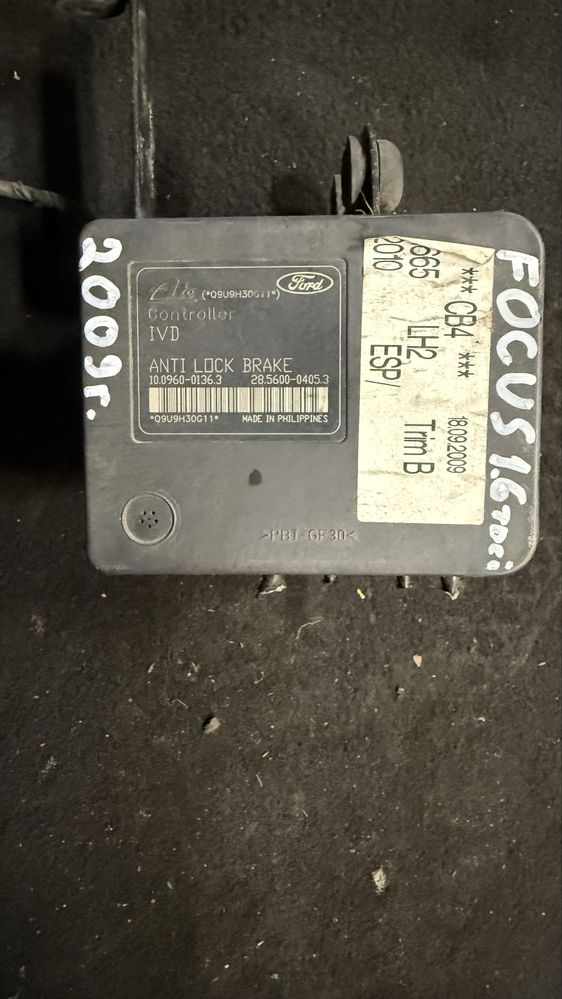 2009г.
Ate (*Q9U9H30G11*) Ford
Controller
IVD
ANTI LOCK BRAKE
10.0960-0136.3 28.5600-0405.3
*Q9U9H30G11* MADE IN PHILIPPINES
>PBT-GF30<
*** CB4 *** 18.09.2009
665 LH2 Trim B
2010 ESP/
FOCUS 1.6 TDCi